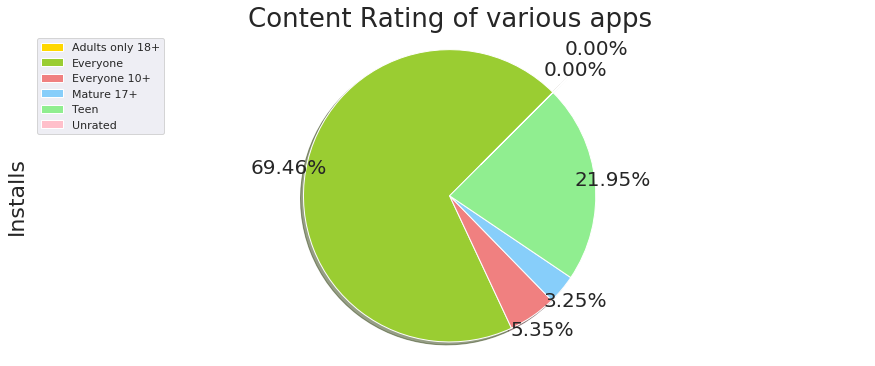 Content Rating of various apps
Adults only 18+
Everyone
Everyone 10+
Mature 17+
Teen
Unrated
Installs
0.00%
0.00%
69.46%
21.95%
3.25%
5.35%